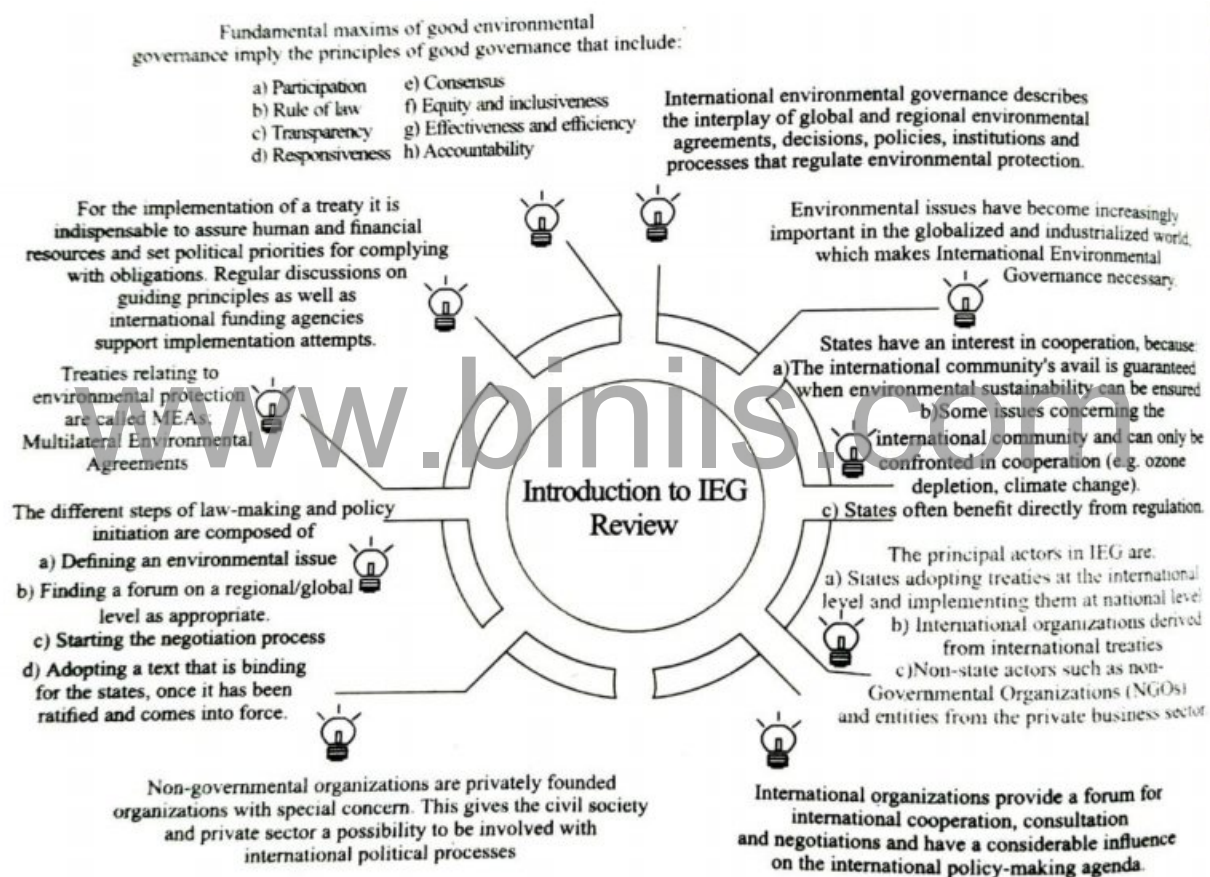 Fundamental maxims of good environmental
governance imply the principles of good governance that include:
a) Participation
b) Rule of law
c) Transparency
d) Responsiveness
e) Consensus
f) Equity and inclusiveness
g) Effectiveness and efficiency
h) Accountability
International environmental governance describes
the interplay of global and regional environmental
agreements, decisions, policies, institutions and
processes that regulate environmental protection.
For the implementation of a treaty it is
indispensable to assure human and financial
resources and set political priorities for complying
with obligations. Regular discussions on
guiding principles as well as
international funding agencies
support implementation attempts.
Environmental issues have become increasingly
important in the globalized and industrialized world,
which makes International Environmental
Governance necessary.
Treaties relating to
environmental protection
are called MEAs:
Multilateral Environmental
Agreements
States have an interest in cooperation, because:
a)The international community's avail is guaranteed
when environmental sustainability can be ensured
b)Some issues concerning the
international community and can only be
confronted in cooperation (e.g. ozone
depletion, climate change).
c) States often benefit directly from regulation.
www.binils.com
Introduction to IEG
Review
The different steps of law-making and policy
initiation are composed of
a) Defining an environmental issue
b) Finding a forum on a regional/global
level as appropriate.
c) Starting the negotiation process
d) Adopting a text that is binding
for the states, once it has been
ratified and comes into force.
The principal actors in IEG are:
a) States adopting treaties at the international
level and implementing them at national level
b) International organizations derived
from international treaties
c)Non-state actors such as non-
Governmental Organizations (NGOs)
and entities from the private business sector
Non-governmental organizations are privately founded
organizations with special concern. This gives the civil society
and private sector a possibility to be involved with
international political processes
International organizations provide a forum for
international cooperation, consultation
and negotiations and have a considerable influence
on the international policy-making agenda.